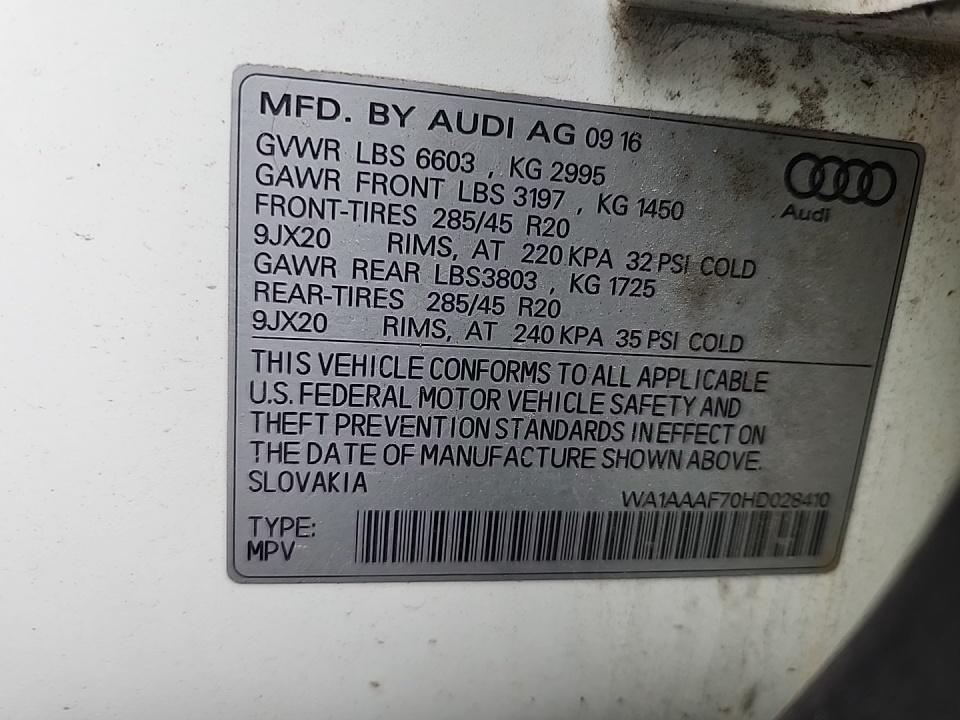 MFD. BY AUDI AG 09 16
GVWR LBS 6603 , KG 2995
GAWR FRONT LBS 3197 , KG 1450
FRONT-TIRES 285/45 R20
9JX20 RIMS, AT 220 KPA 32 PSI COLD
GAWR REAR LBS3803 , KG 1725
REAR-TIRES 285/45 R20
9JX20 RIMS, AT 240 KPA 35 PSI COLD
Audi
THIS VEHICLE CONFORMS TO ALL APPLICABLE
U.S. FEDERAL MOTOR VEHICLE SAFETY AND
THEFT PREVENTION STANDARDS IN EFFECT ON
THE DATE OF MANUFACTURE SHOWN ABOVE.
SLOVAKIA
WA1AAAF70HD028410
TYPE:
MPV